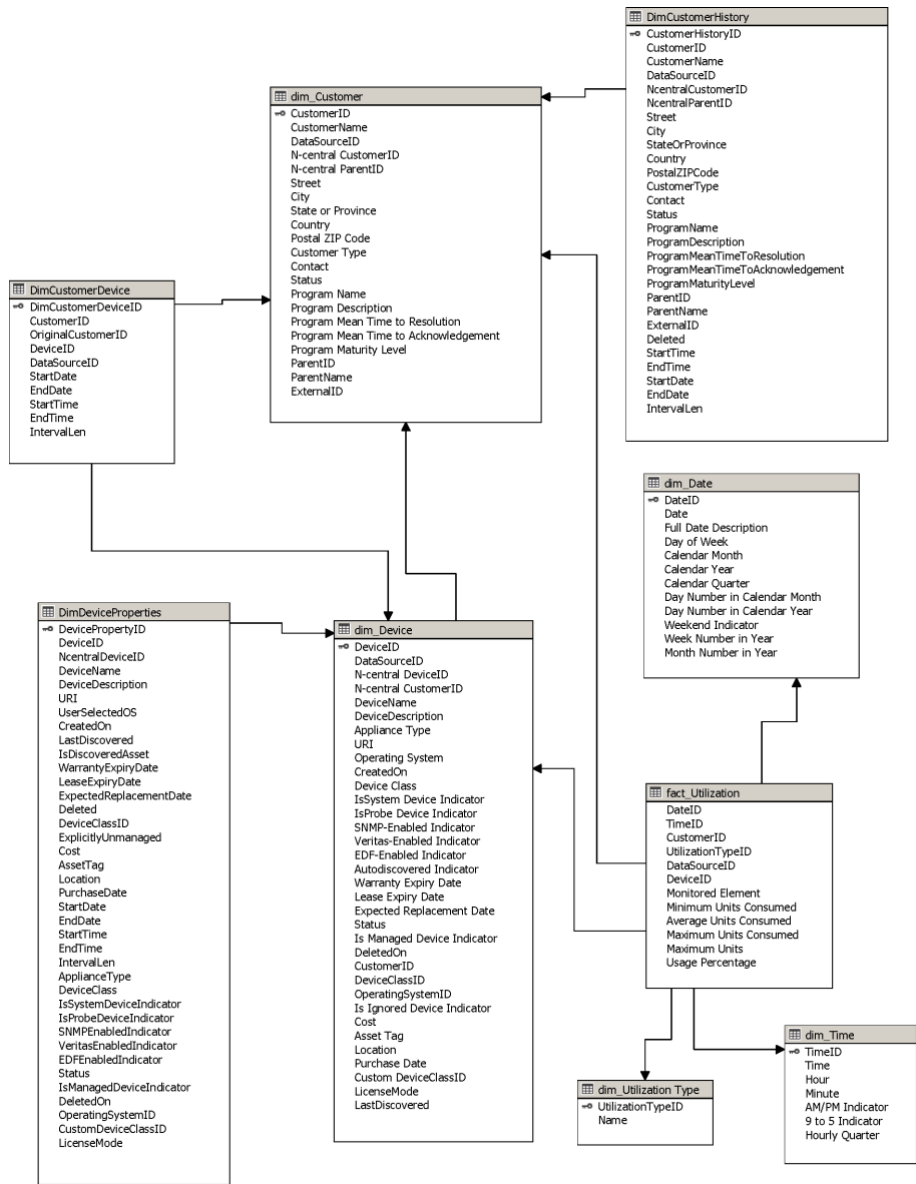 DimCustomerHistory
CustomerHistoryID
CustomerID
CustomerName
DataSourceID
NcentralCustomerID
NcentralParentID
Street
City
StateOrProvince
Country
PostalZIPCode
CustomerType
Contact
Status
ProgramName
ProgramDescription
ProgramMeanTimeToResolution
ProgramMeanTimeToAcknowledgement
ProgramMaturityLevel
ParentID
ParentName
ExternalID
Deleted
StartTime
EndTime
StartDate
EndDate
IntervalLen
dim_Customer
CustomerID
CustomerName
DataSourceID
N-central CustomerID
N-central ParentID
Street
City
State or Province
Country
Postal ZIP Code
Customer Type
Contact
Status
Program Name
Program Description
Program Mean Time to Resolution
Program Mean Time to Acknowledgement
Program Maturity Level
ParentID
ParentName
ExternalID
DimCustomerDevice
DimCustomerDeviceID
CustomerID
OriginalCustomerID
DeviceID
DataSourceID
StartDate
EndDate
StartTime
EndTime
IntervalLen
dim_Date
DateID
Date
Full Date Description
Day of Week
Calendar Month
Calendar Year
Calendar Quarter
Day Number in Calendar Month
Day Number in Calendar Year
Weekend Indicator
Week Number in Year
Month Number in Year
DimDeviceProperties
DevicePropertyID
DeviceID
NcentralDeviceID
DeviceName
DeviceDescription
URI
UserSelectedOS
CreatedOn
LastDiscovered
IsDiscoveredAsset
WarrantyExpiryDate
LeaseExpiryDate
ExpectedReplacementDate
Deleted
DeviceClassID
ExplicitlyUnmanaged
Cost
AssetTag
Location
PurchaseDate
StartDate
EndDate
StartTime
EndTime
IntervalLen
ApplianceType
DeviceClass
IsSystemDeviceIndicator
IsProbeDeviceIndicator
SNMPEnabledIndicator
VeritasEnabledIndicator
EDFEnabledIndicator
Status
IsManagedDeviceIndicator
DeletedOn
OperatingSystemID
CustomDeviceClassID
LicenseMode
dim_Device
DeviceID
DataSourceID
N-central DeviceID
N-central CustomerID
DeviceName
DeviceDescription
Appliance Type
URI
Operating System
CreatedOn
Device Class
IsSystem Device Indicator
IsProbe Device Indicator
SNMP-Enabled Indicator
Veritas-Enabled Indicator
EDF-Enabled Indicator
Autodiscovered Indicator
Warranty Expiry Date
Lease Expiry Date
Expected Replacement Date
Status
Is Managed Device Indicator
DeletedOn
CustomerID
DeviceClassID
OperatingSystemID
Is Ignored Device Indicator
Cost
Asset Tag
Location
Purchase Date
Custom DeviceClassID
LicenseMode
LastDiscovered
fact_Utilization
DateID
TimeID
CustomerID
UtilizationTypeID
DataSourceID
DeviceID
Monitored Element
Minimum Units Consumed
Average Units Consumed
Maximum Units Consumed
Maximum Units
Usage Percentage
dim_Utilization Type
UtilizationTypeID
Name
dim_Time
TimeID
Time
Hour
Minute
AM/PM Indicator
9 to 5 Indicator
Hourly Quarter